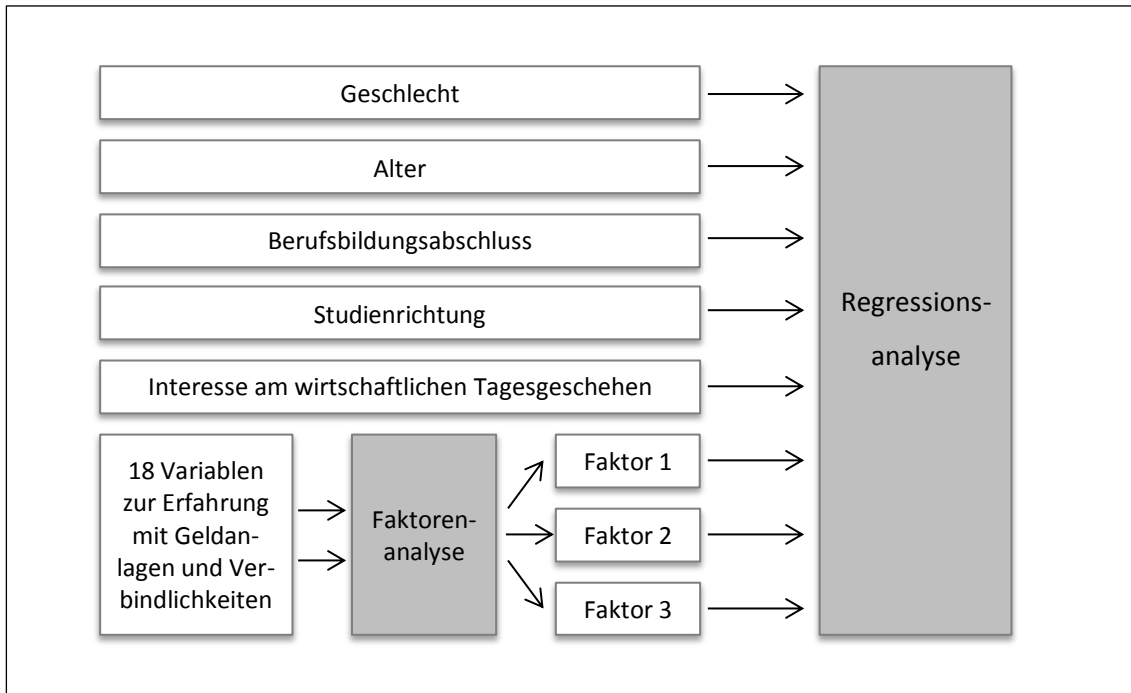 Geschlecht
Alter
Berufsbildungsabschluss
Studienrichtung
Interesse am wirtschaftlichen Tagesgeschehen
18 Variablen
zur Erfahrung
mit Geldan-
lagen und Ver-
bindlichkeiten
Faktoren-
analyse
Faktor 1
Faktor 2
Faktor 3
Regressions-
analyse